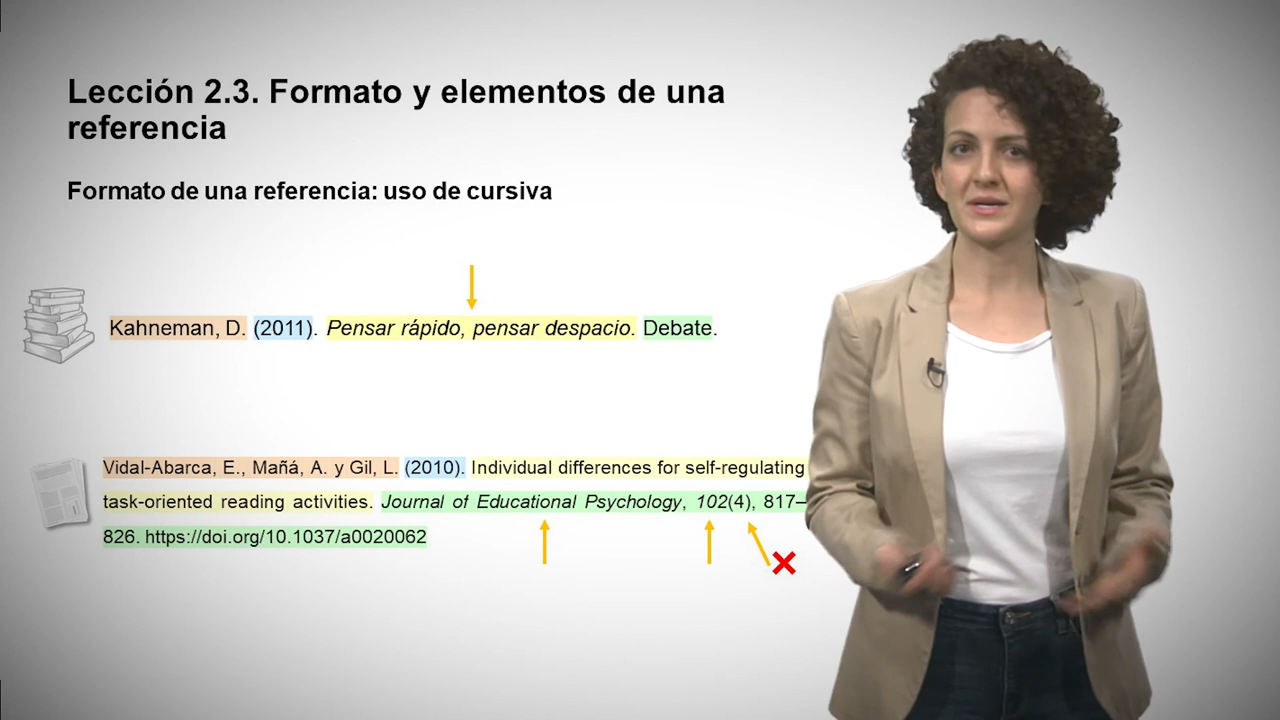 Lección 2.3. Formato y elementos de una
referencia
Formato de una referencia: uso de cursiva
Kahneman, D. (2011). Pensar rápido, pensar despacio. Debate.
Vidal-Abarca, E., Mañá, A. y Gil, L. (2010). Individual differences for self-regulating
task-oriented reading activities. Journal of Educational Psychology, 102(4), 817–
826. https://doi.org/10.1037/a0020062